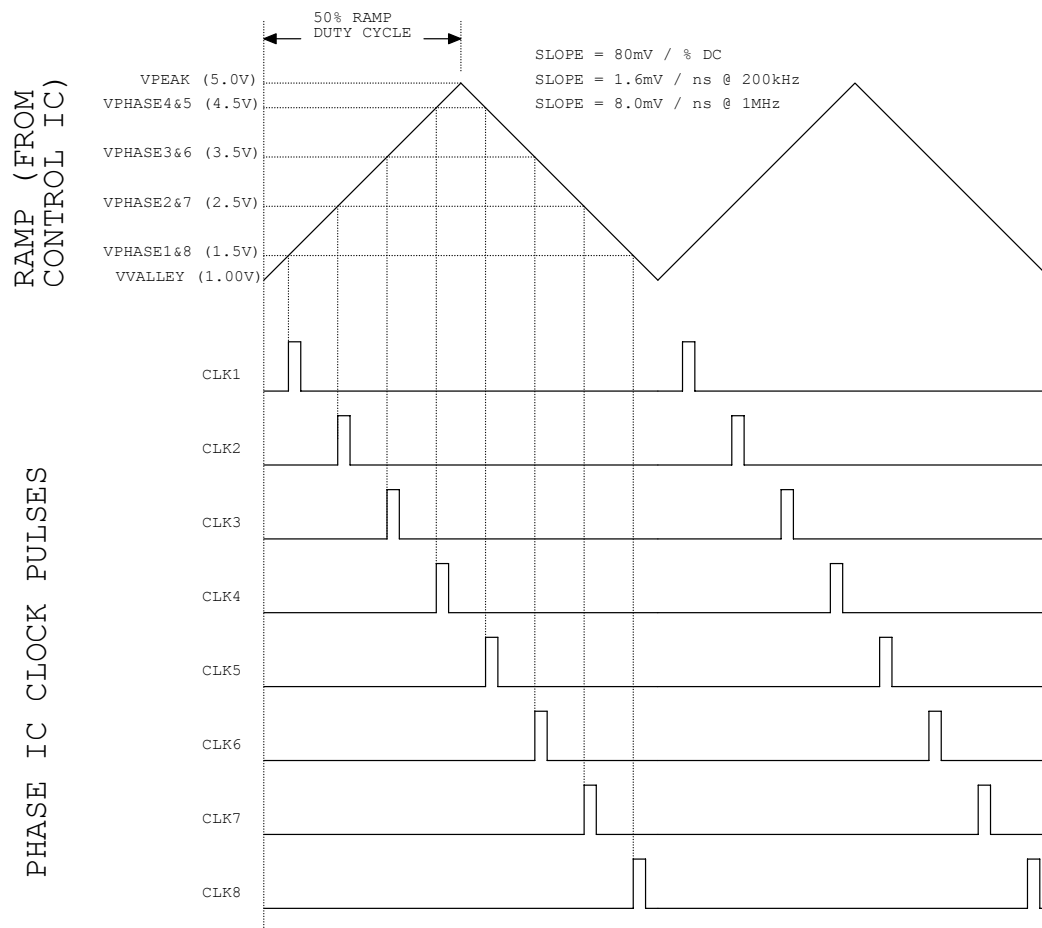 50% RAMP
DUTY CYCLE
SLOPE = 80mV / % DC
SLOPE = 1.6mV / ns @ 200kHz
SLOPE = 8.0mV / ns @ 1MHz
RAMP (FROM
CONTROL IC)
VPEAK (5.0V)
VPHASE4&5 (4.5V)
VPHASE3&6 (3.5V)
VPHASE2&7 (2.5V)
VPHASE1&8 (1.5V)
VVALLEY (1.00V)
PHASE IC CLOCK PULSES
CLK1
CLK2
CLK3
CLK4
CLK5
CLK6
CLK7
CLK8